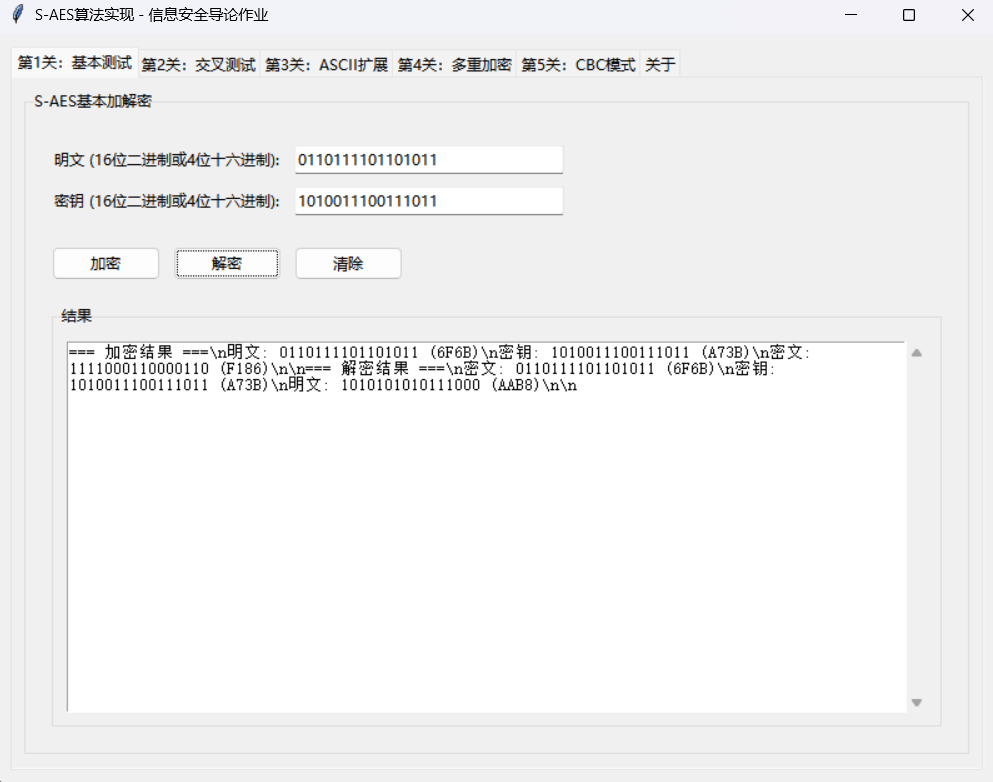 S-AES算法实现 - 信息安全导论作业
第1关：基本测试 第2关：交叉测试 第3关：ASCII扩展 第4关：多重加密 第5关：CBC模式 关于
S-AES基本加解密
明文 (16位二进制或4位十六进制): 0110111101101011
密钥 (16位二进制或4位十六进制): 1010011100111011
加密 解密 清除
结果
=== 加密结果 ===\n明文: 0110111101101011 (6F6B)\n密钥: 1010011100111011 (A73B)\n密文:
1111000110000110 (F186)\n\n=== 解密结果 ===\n密文: 0110111101101011 (6F6B)\n密钥:
1010011100111011 (A73B)\n明文: 1010101010111000 (AAB8)\n\n